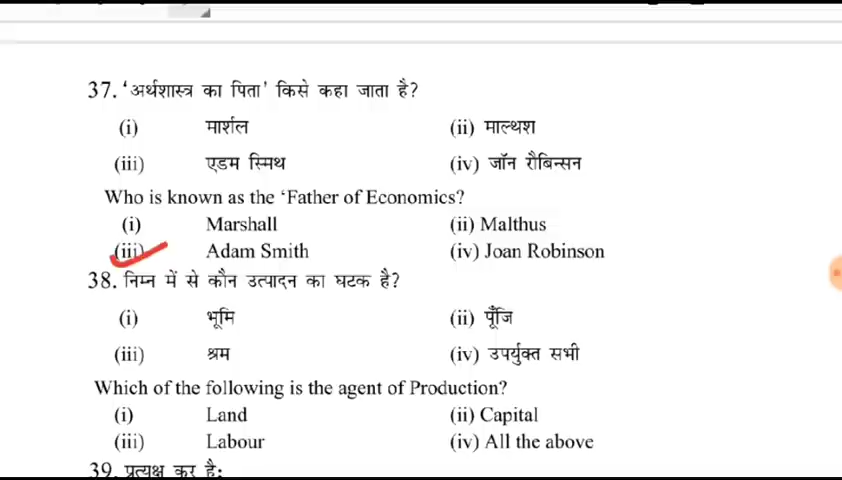 37. 'अर्थशास्त्र का पिता' किसे कहा जाता है?
(i) मार्शल (ii) माल्थश
(iii) एडम स्मिथ (iv) जॉन रौबिन्सन
Who is known as the 'Father of Economics?
(i) Marshall (ii) Malthus
(iii) Adam Smith (iv) Joan Robinson
38. निम्न में से कौन उत्पादन का घटक है?
(i) भूमि (ii) पूँजि
(iii) श्रम (iv) उपर्युक्त सभी
Which of the following is the agent of Production?
(i) Land (ii) Capital
(iii) Labour (iv) All the above
39. प्रत्यक्ष कर है: